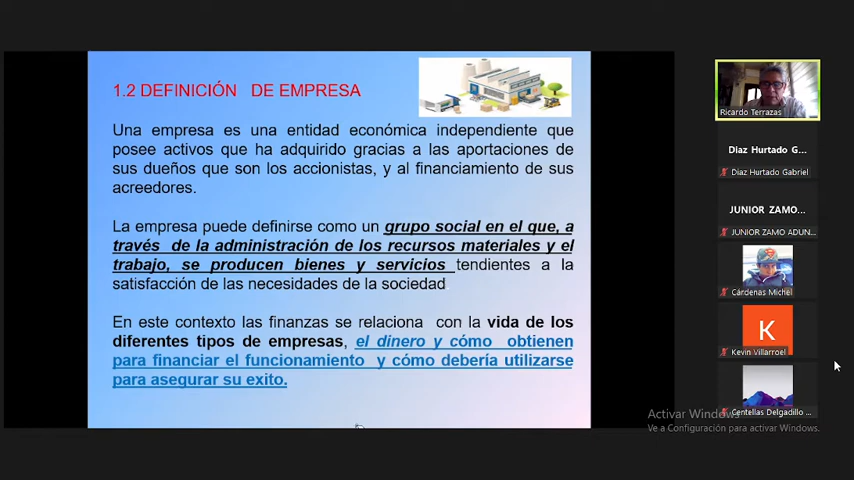 1.2 DEFINICIÓN DE EMPRESA
Una empresa es una entidad económica independiente que
posee activos que ha adquirido gracias a las aportaciones de
sus dueños que son los accionistas, y al financiamiento de sus
acreedores.
La empresa puede definirse como un grupo social en el que, a
través de la administración de los recursos materiales y el
trabajo, se producen bienes y servicios tendientes a la
satisfacción de las necesidades de la sociedad
En este contexto las finanzas se relaciona con la vida de los
diferentes tipos de empresas, el dinero y cómo obtienen
para financiar el funcionamiento y cómo debería utilizarse
para asegurar su exito.
Ricardo Terrazas
Diaz Hurtado G...
Diaz Hurtado Gabriel
JUNIOR ZAMO...
JUNIOR ZAMO ADUN...
Cárdenas Michel
K
Kevin Villarroel
Centellas Delgadillo ...
Activar Windows
Ve a Configuración para activar Windows.